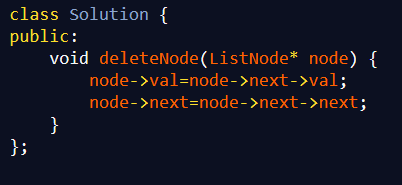 class Solution {
public:
    void deleteNode(ListNode* node) {
        node->val=node->next->val;
        node->next=node->next->next;
    }
};